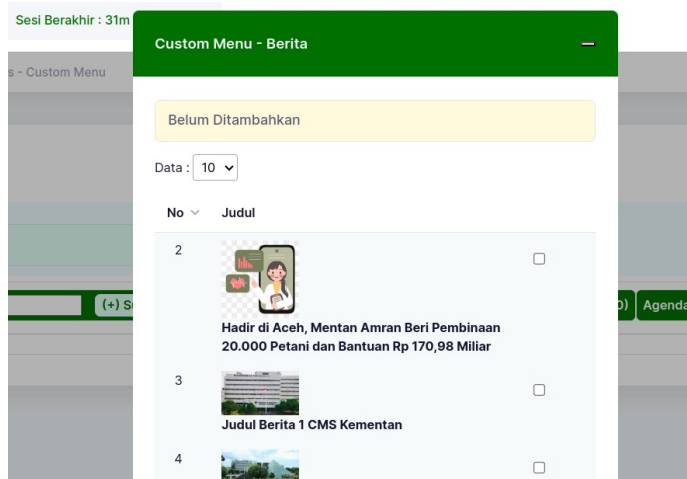 Sesi Berakhir : 31m
Custom Menu - Berita
s - Custom Menu
Belum Ditambahkan
Data : 10
No Judul
2
Hadir di Aceh, Mentan Amran Beri Pembinaan
20.000 Petani dan Bantuan Rp 170,98 Miliar
(+) S
0) Agenda
3
Judul Berita 1 CMS Kementan
4